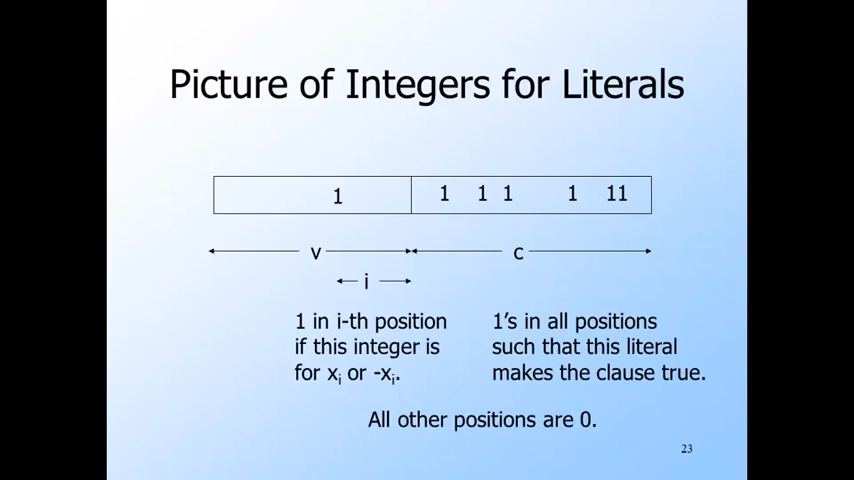 Picture of Integers for Literals
1 1 1 1 1 11
v c
i
1 in i-th position
if this integer is
for xi or -xi.
1's in all positions
such that this literal
makes the clause true.
All other positions are 0.
23